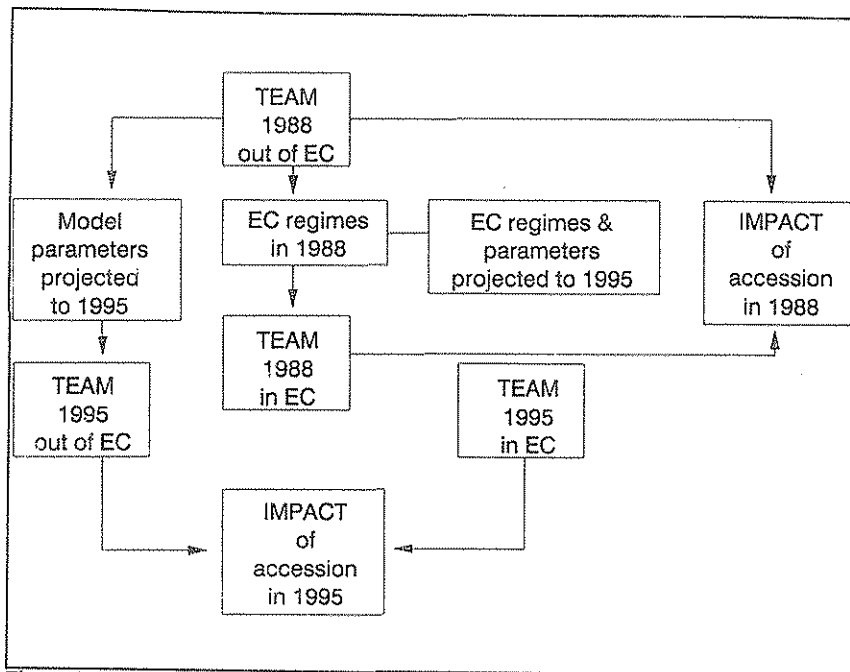 TEAM
1988
out of EC
Model
parameters
projected
to 1995
EC regimes
in 1988
EC regimes &
parameters
projected to 1995
IMPACT
of
accession
in 1988
TEAM
1988
in EC
TEAM
1995
out of EC
TEAM
1995
in EC
IMPACT
of
accession
in 1995